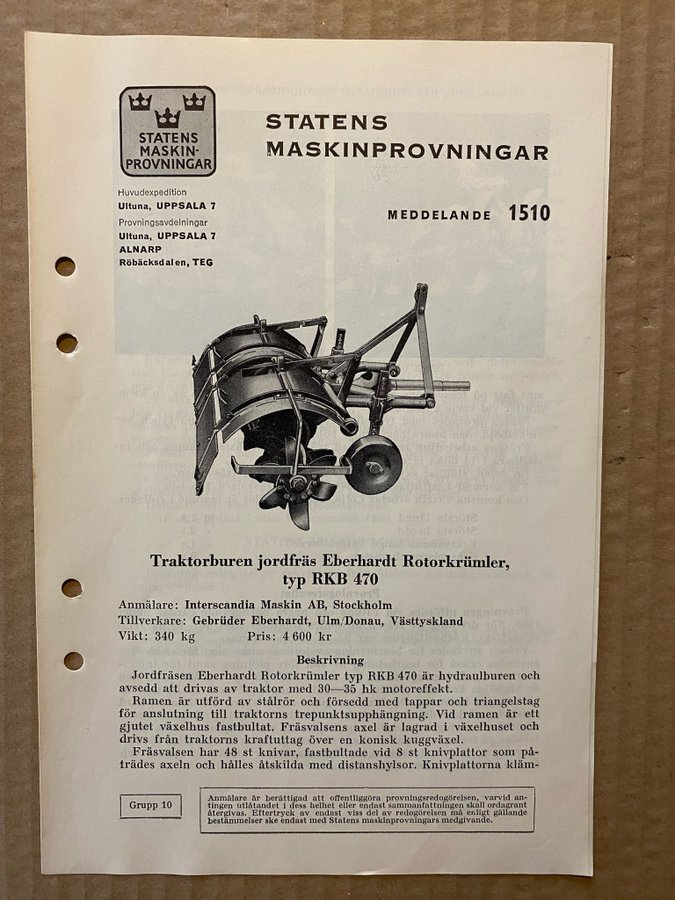 STATENS
MASKIN-
PROVNINGAR
STATENS
MASKINPROVNINGAR
Huvudexpedition
Ultuna, UPPSALA 7
Provningsavdelningar
Ultuna, UPPSALA 7
ALNARP
Röbäcksdalen, TEG
MEDDELANDE 1510
Traktorburen jordfräs Eberhardt Rotorkrümler,
typ RKB 470
Anmälare: Interscandia Maskin AB, Stockholm
Tillverkare: Gebrüder Eberhardt, Ulm/Donau, Västtyskland
Vikt: 340 kg Pris: 4 600 kr
Beskrivning
Jordfräsen Eberhardt Rotorkrümler typ RKB 470 är hydraulburen och
avsedd att drivas av traktor med 30—35 hk motoreffekt.
Ramen är utförd av stålrör och försedd med tappar och triangelstag
för anslutning till traktorns trepunktsupphängning. Vid ramen är ett
gjutet växelhus fastbultat. Fräsvalsens axel är lagrad i växelhuset och
drivs från traktorns kraftuttag över en konisk kuggväxel.
Fräsvalsen har 48 st knivar, fastbultade vid 8 st knivplattor som på-
trädes axeln och hålles åtskilda med distanshylsor. Knivplattorna kläm-
Grupp 10
Anmälare är berättigad att offentliggöra provningsredogörelsen, varvid an-
tingen utlåtandet i dess helhet eller endast sammanfattningen skall ordagrant
återgivas. Eftertryck av endast viss del av redogörelsen må enligt gällande
bestämmelser ske endast med Statens maskinprovningars medgivande.